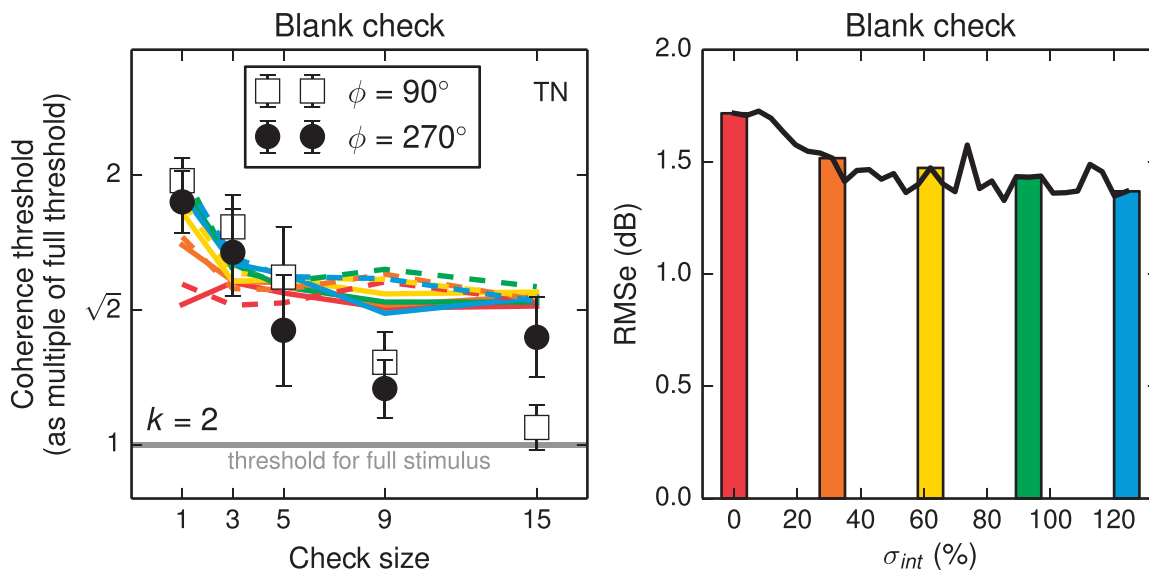 Blank check
Coherence threshold
(as multiple of full threshold)
2
√2
1
ϕ = 90°
ϕ = 270°
TN
k = 2
threshold for full stimulus
1 3 5 9 15
Check size
Blank check
RMSe (dB)
2.0
1.5
1.0
0.5
0.0
0 20 40 60 80 100 120
σint (%)